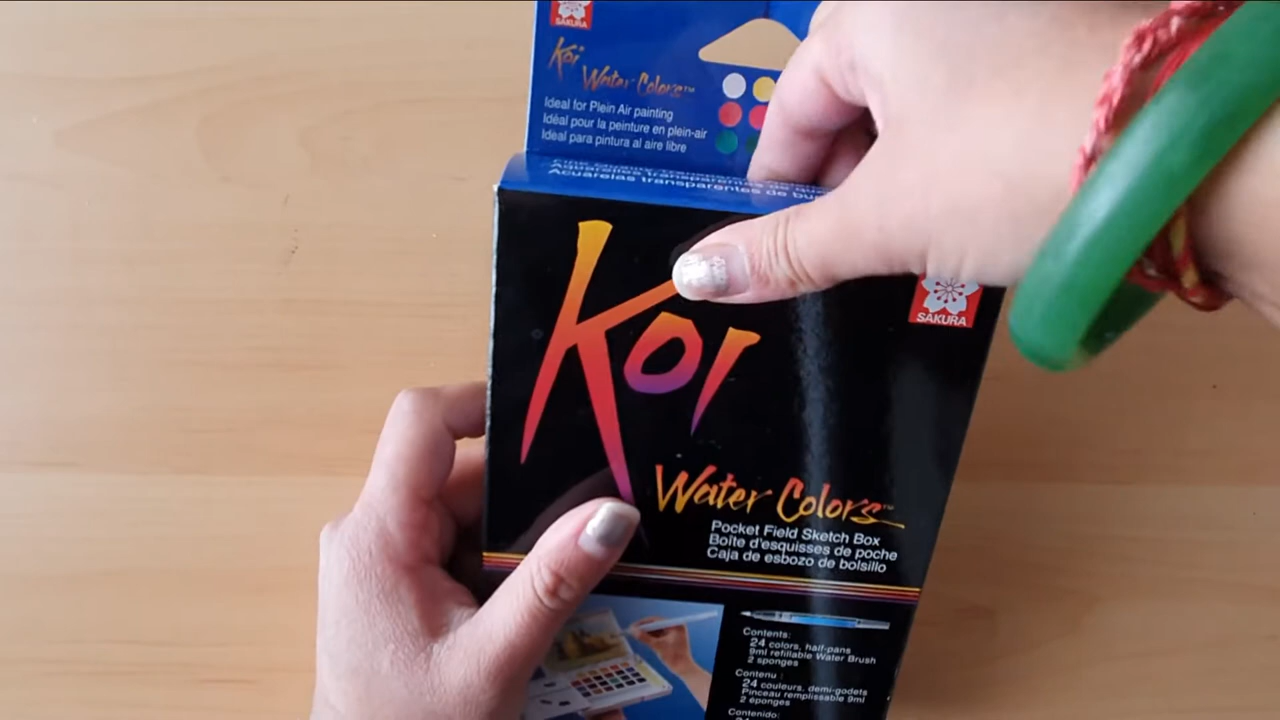 SAKURA
Koi
Water Colors™
Ideal for Plein Air painting
Idéal pour la peinture en plein-air
Ideal para pintura al aire libre
Aquarelles transparentes de
Acuarelas transparentes de
Koi
SAKURA
Water Colors™
Pocket Field Sketch Box
Boîte d'esquisses de poche
Caja de esbozo de bolsillo
Contents:
24 colors, half-pans
9ml refillable Water Brush
2 sponges
Contenu :
24 couleurs, demi-godets
Pinceau remplissable 9ml
2 éponges
Contenido: